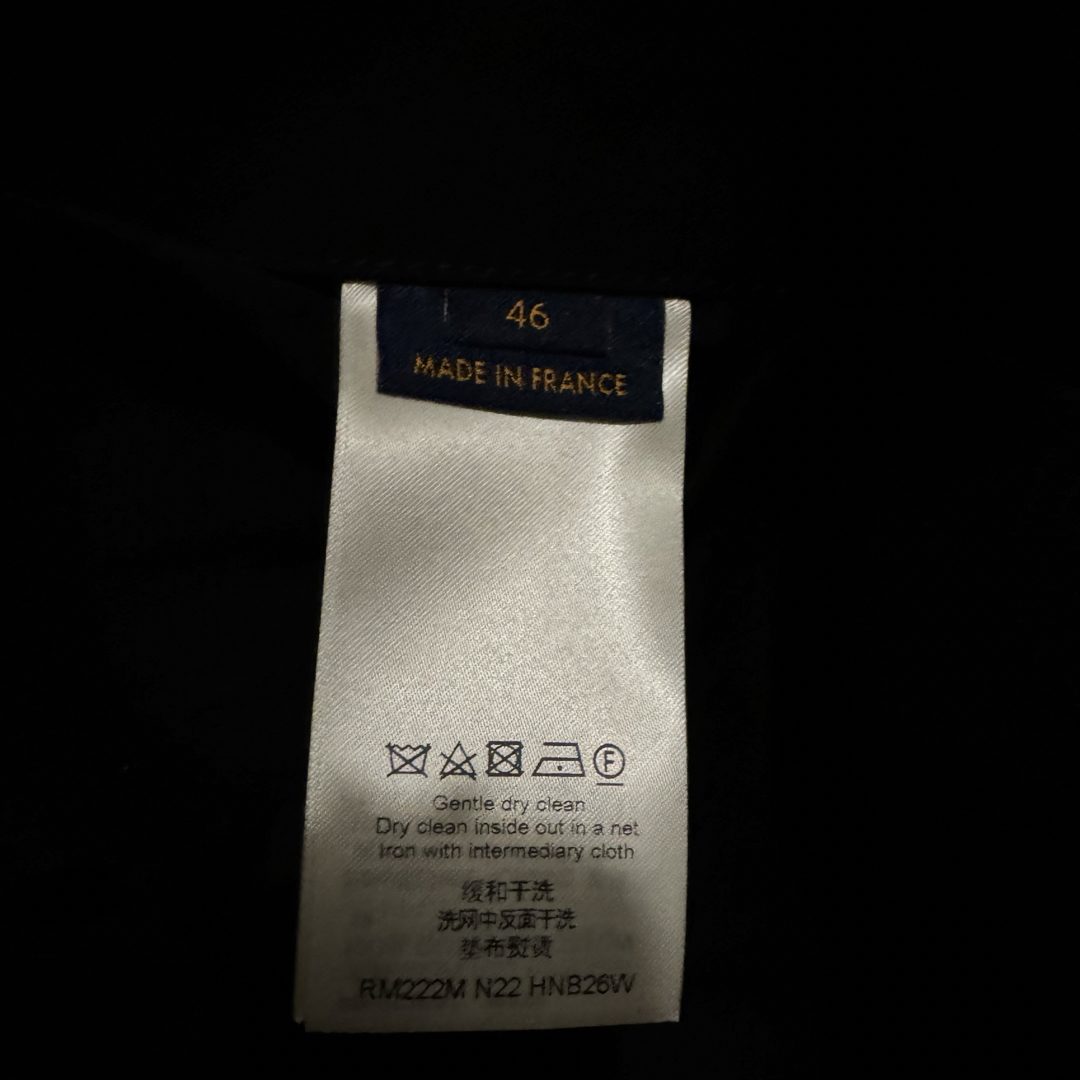 46
MADE IN FRANCE
F
Gentle dry clean
Dry clean inside out in a net
Iron with intermediary cloth
缓和干洗
洗网中反面干洗
垫布熨烫
RM222M N22 HNB26W